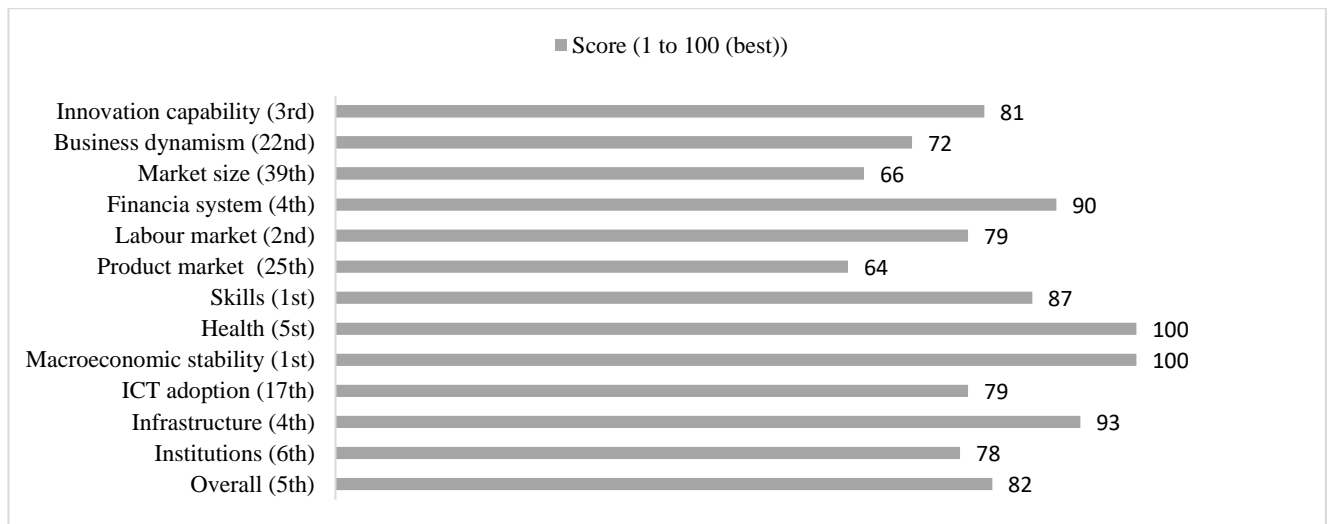 Score (1 to 100 (best))
Innovation capability (3rd) 81
Business dynamism (22nd) 72
Market size (39th) 66
Financia system (4th) 90
Labour market (2nd) 79
Product market (25th) 64
Skills (1st) 87
Health (5st) 100
Macroeconomic stability (1st) 100
ICT adoption (17th) 79
Infrastructure (4th) 93
Institutions (6th) 78
Overall (5th) 82